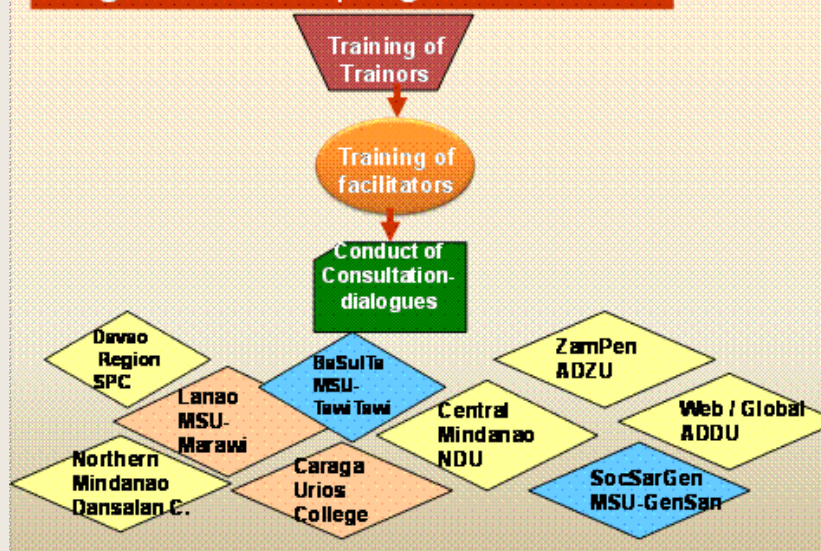 Training of
Trainors
Training of
facilitators
Conduct of
Consultation-
dialogues
Davao
Region
SPC
Lanao
MSU-
Marawi
BaSulTa
MSU-
TawiTawi
Central
Mindanao
NDU
ZamPen
ADZU
Web / Global
ADDU
Northern
Mindanao
Dansalan C.
Caraga
Urios
College
SocSarGen
MSU-GenSan